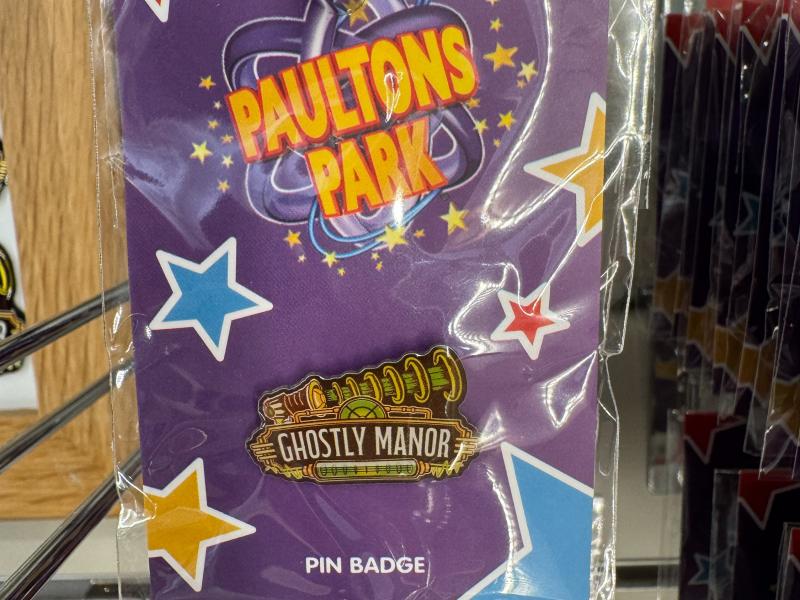 PAULTONS
PARK
GHOSTLY MANOR
PIN BADGE